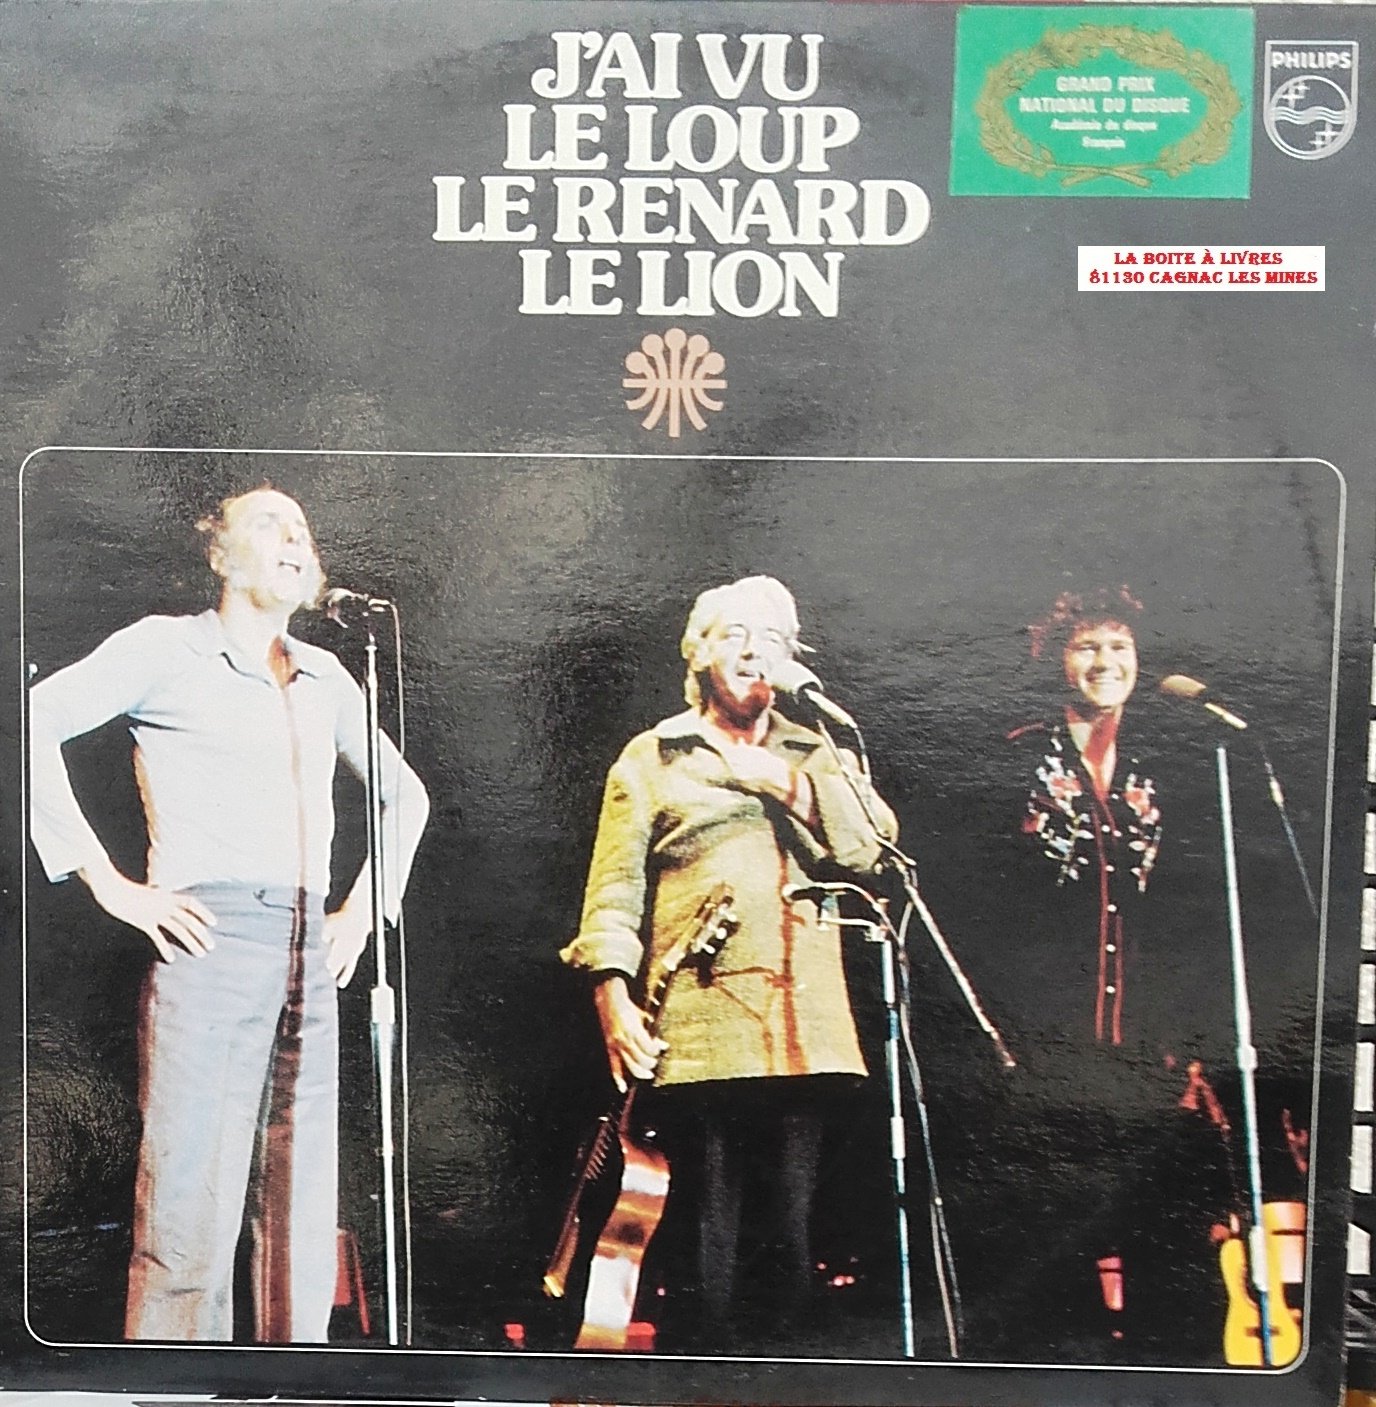 J'AI VU
LE LOUP
LE RENARD
LE LION
GRAND PRIX
NATIONAL DU DISQUE
Académie du disque
Français
PHILIPS
LA BOITE À LIVRES
81130 CAGNAC LES MINES